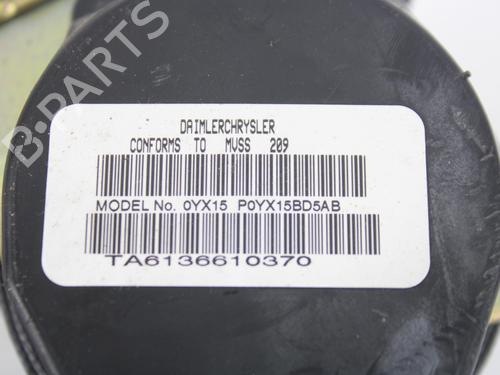 B-PARTS
DAIMLERCHRYSLER
CONFORMS TO MVSS 209
MODEL No. 0YX15 P0YX15BD5AB
TA6136610370